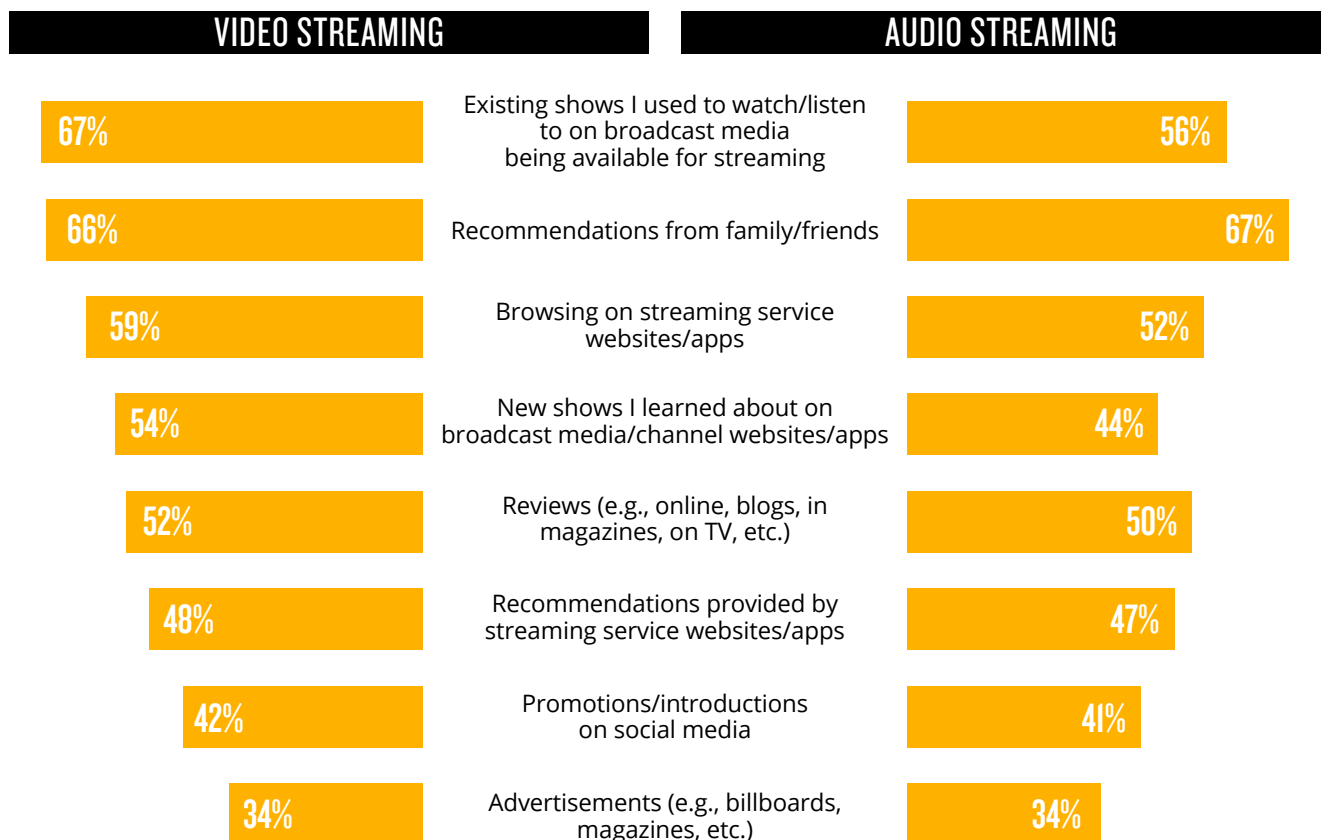 VIDEO STREAMING
AUDIO STREAMING
67%
Existing shows I used to watch/listen
to on broadcast media
being available for streaming
56%
66%
Recommendations from family/friends
67%
59%
Browsing on streaming service
websites/apps
52%
54%
New shows I learned about on
broadcast media/channel websites/apps
44%
52%
Reviews (e.g., online, blogs, in
magazines, on TV, etc.)
50%
48%
Recommendations provided by
streaming service websites/apps
47%
42%
Promotions/introductions
on social media
41%
34%
Advertisements (e.g., billboards,
magazines, etc.)
34%